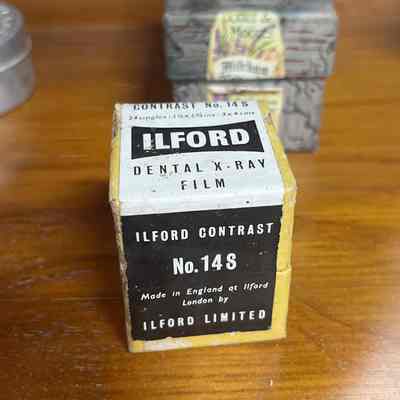 CONTRAST No. 14 S
ILFORD
DENTAL X-RAY
FILM
ILFORD CONTRAST
No. 14 S
Made in England at Ilford
London by
ILFORD LIMITED